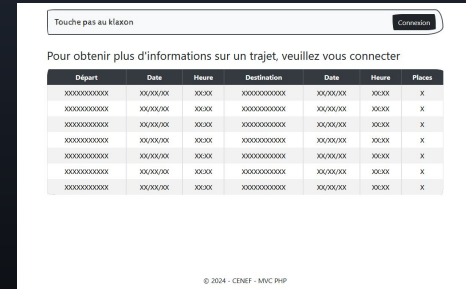 Touche pas au klaxon
Connexion
Pour obtenir plus d'informations sur un trajet, veuillez vous connecter
Départ Date Heure Destination Date Heure Places
XXXXXXXXXXX XX/XX/XX XX:XX XXXXXXXXXXX XX/XX/XX XX:XX X
XXXXXXXXXXX XX/XX/XX XX:XX XXXXXXXXXXX XX/XX/XX XX:XX X
XXXXXXXXXXX XX/XX/XX XX:XX XXXXXXXXXXX XX/XX/XX XX:XX X
XXXXXXXXXXX XX/XX/XX XX:XX XXXXXXXXXXX XX/XX/XX XX:XX X
XXXXXXXXXXX XX/XX/XX XX:XX XXXXXXXXXXX XX/XX/XX XX:XX X
XXXXXXXXXXX XX/XX/XX XX:XX XXXXXXXXXXX XX/XX/XX XX:XX X
XXXXXXXXXXX XX/XX/XX XX:XX XXXXXXXXXXX XX/XX/XX XX:XX X
© 2024 - CENEF - MVC PHP